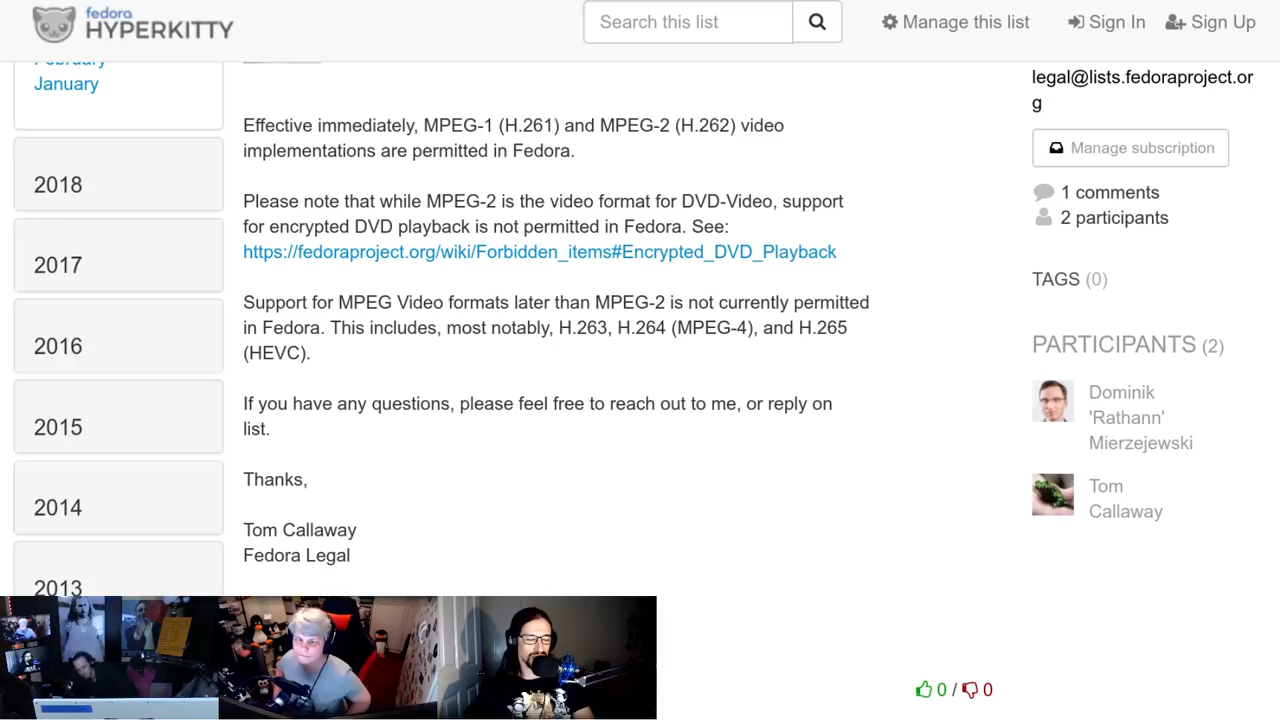 fedora
HYPERKITTY
Search this list
Manage this list
Sign In
Sign Up
February
January
2018
2017
2016
2015
2014
2013
Effective immediately, MPEG-1 (H.261) and MPEG-2 (H.262) video
implementations are permitted in Fedora.
Please note that while MPEG-2 is the video format for DVD-Video, support
for encrypted DVD playback is not permitted in Fedora. See:
https://fedoraproject.org/wiki/Forbidden_items#Encrypted_DVD_Playback
Support for MPEG Video formats later than MPEG-2 is not currently permitted
in Fedora. This includes, most notably, H.263, H.264 (MPEG-4), and H.265
(HEVC).
If you have any questions, please feel free to reach out to me, or reply on
list.
Thanks,
Tom Callaway
Fedora Legal
0 / 0
legal@lists.fedoraproject.or
g
Manage subscription
1 comments
2 participants
TAGS (0)
PARTICIPANTS (2)
Dominik
'Rathann'
Mierzejewski
Tom
Callaway